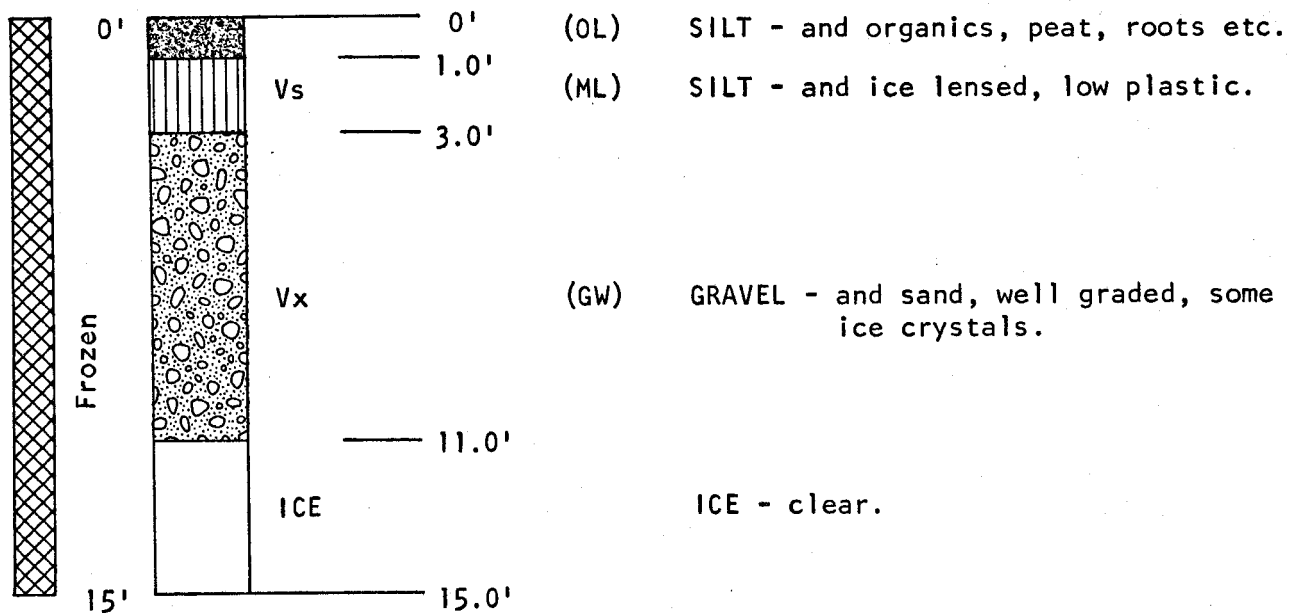 0' 0' (OL) SILT - and organics, peat, roots etc.
1.0'
Vs (ML) SILT - and ice lensed, low plastic.
3.0'
Vx (GW) GRAVEL - and sand, well graded, some
ice crystals.
Frozen
11.0'
ICE ICE - clear.
15' 15.0'